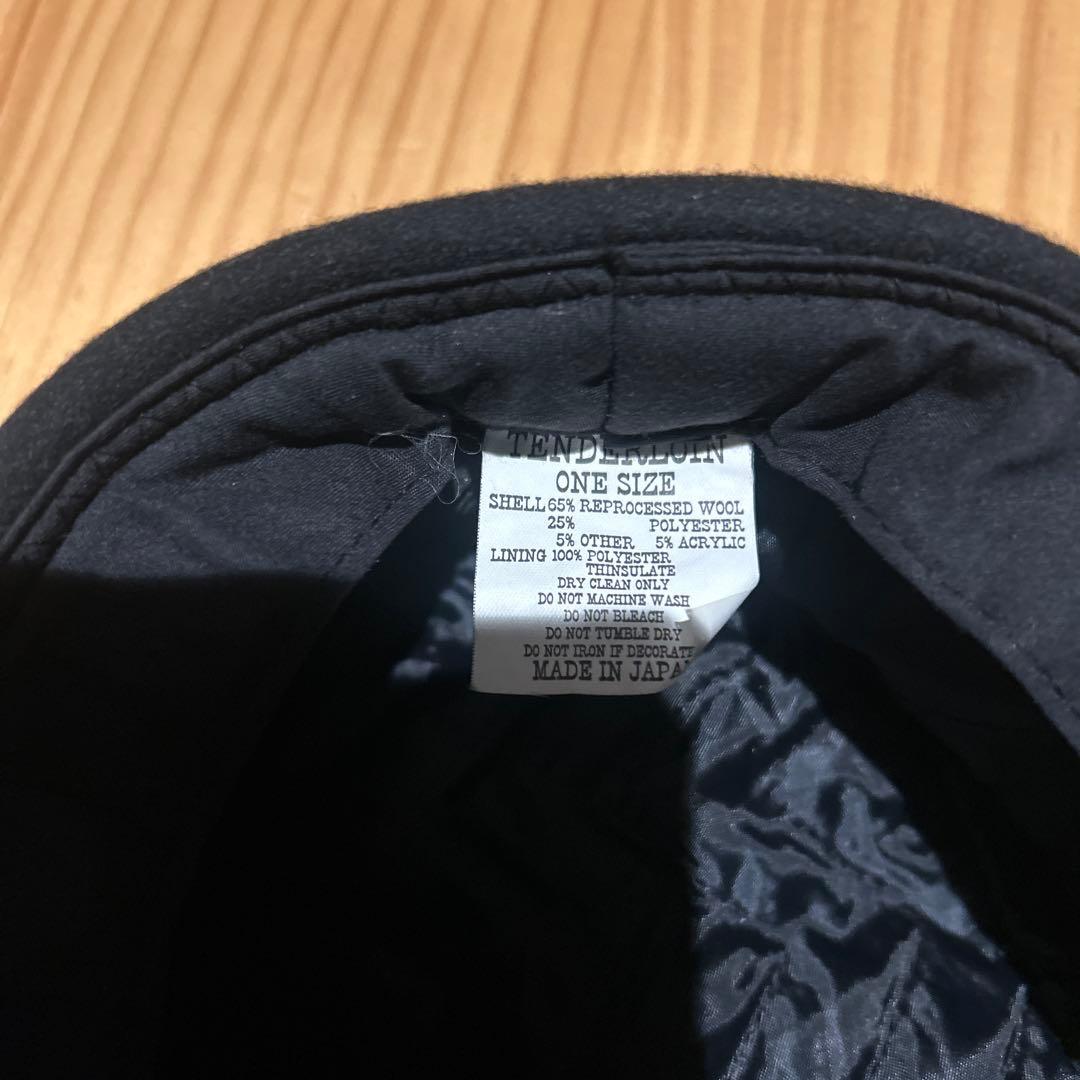 TENDERLOIN
ONE SIZE
SHELL 65% REPROCESSED WOOL
25% POLYESTER
5% OTHER 5% ACRYLIC
LINING 100% POLYESTER
THINSULATE
DRY CLEAN ONLY
DO NOT MACHINE WASH
DO NOT BLEACH
DO NOT TUMBLE DRY
DO NOT IRON IF DECORATE
MADE IN JAPAN